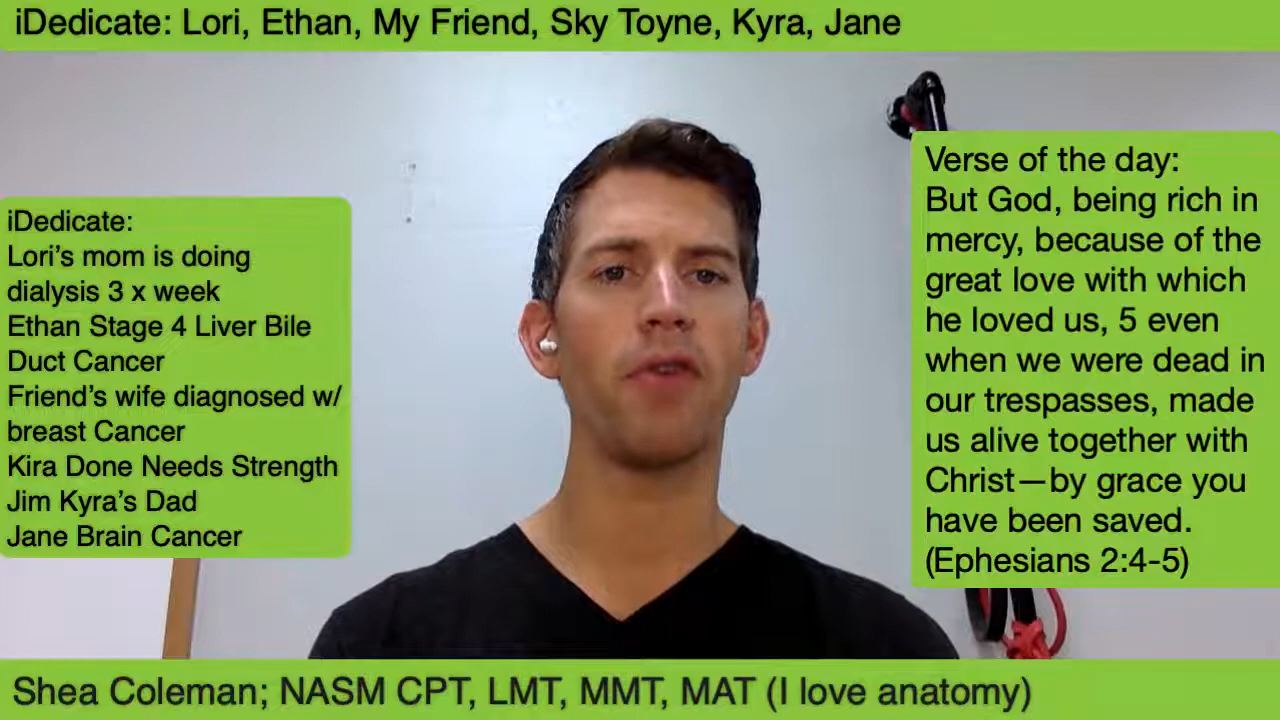 iDedicate: Lori, Ethan, My Friend, Sky Toyne, Kyra, Jane
iDedicate:
Lori’s mom is doing
dialysis 3 x week
Ethan Stage 4 Liver Bile
Duct Cancer
Friend’s wife diagnosed w/
breast Cancer
Kira Done Needs Strength
Jim Kyra’s Dad
Jane Brain Cancer
Verse of the day:
But God, being rich in
mercy, because of the
great love with which
he loved us, 5 even
when we were dead in
our trespasses, made
us alive together with
Christ—by grace you
have been saved.
(Ephesians 2:4-5)
Shea Coleman; NASM CPT, LMT, MMT, MAT (I love anatomy)